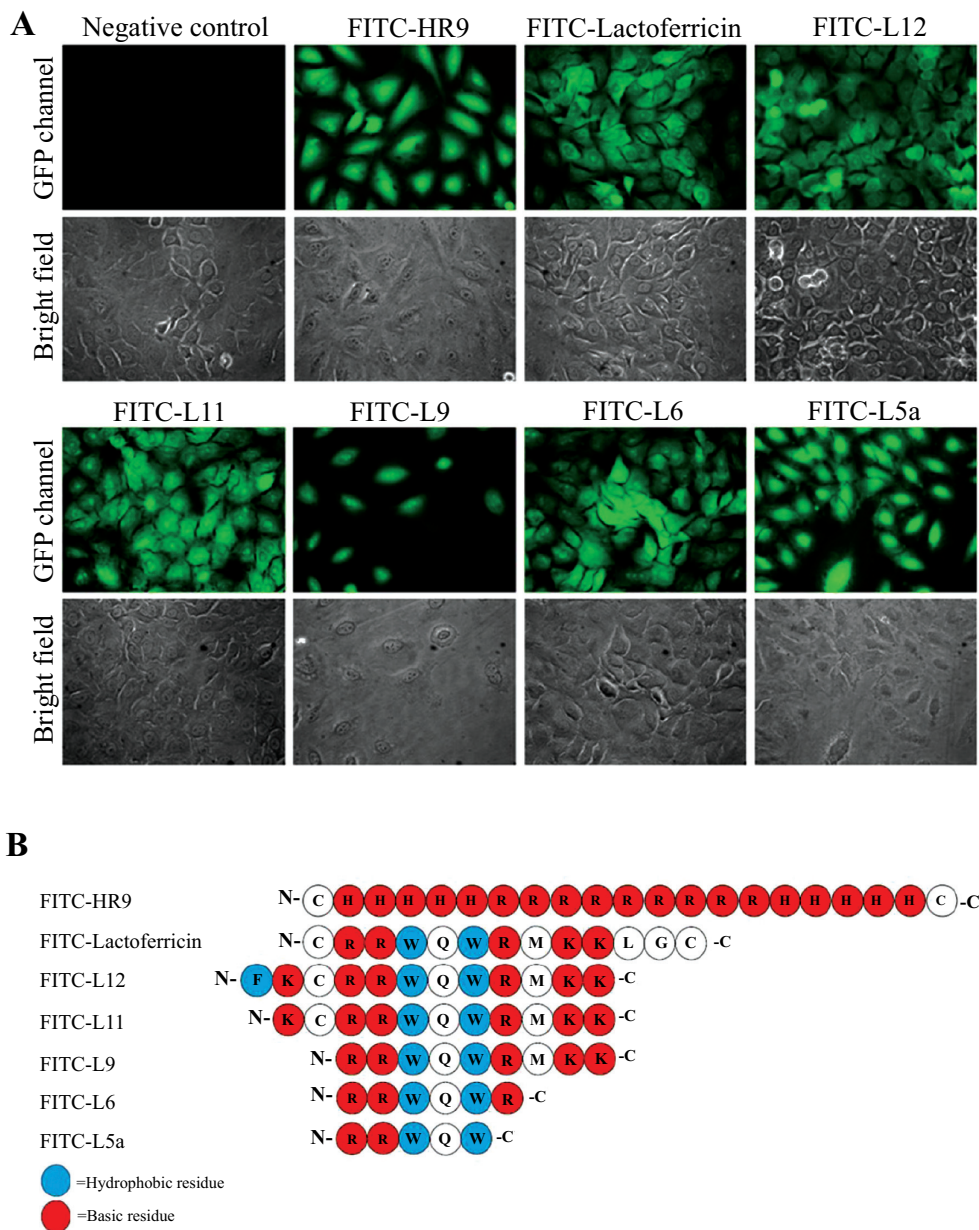 A
Negative control FITC-HR9 FITC-Lactoferricin FITC-L12
GFP channel
Bright field
FITC-L11 FITC-L9 FITC-L6 FITC-L5a
GFP channel
Bright field
B
FITC-HR9 N- C H H H H H R R R R R R R R R H H H H H C -C
FITC-Lactoferricin N- C R R W Q W R M K K L G C -C
FITC-L12 N- F K C R R W Q W R M K K -C
FITC-L11 N- K C R R W Q W R M K K -C
FITC-L9 N- R R W Q W R M K K -C
FITC-L6 N- R R W Q W R -C
FITC-L5a N- R R W Q W -C
=Hydrophobic residue
=Basic residue